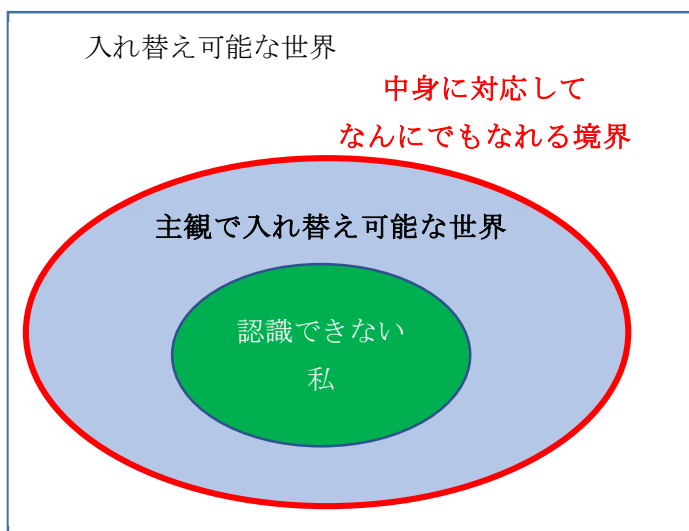 入れ替え可能な世界
中身に対応して
なんにでもなれる境界
主観で入れ替え可能な世界
認識できない
私